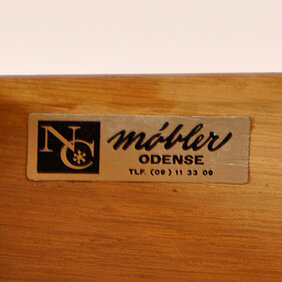 NC møbler
ODENSE
TLF. (09) 11 33 09